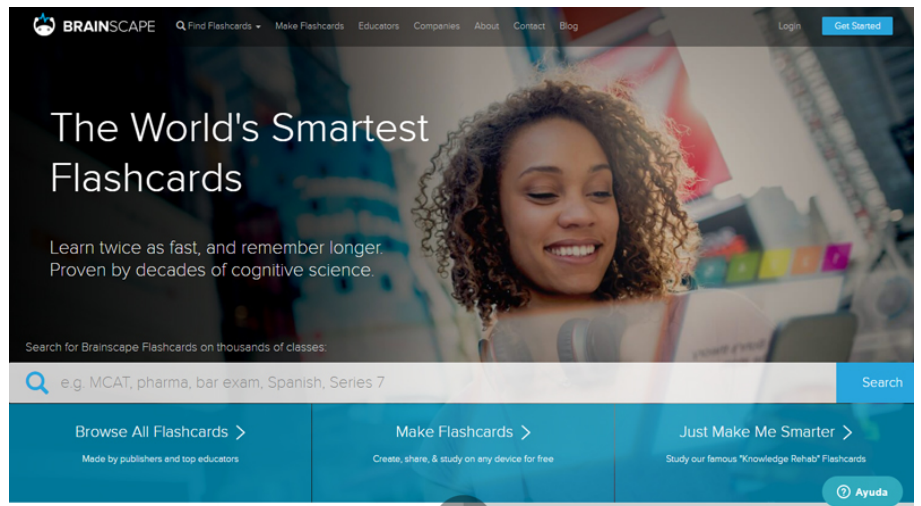 BRAINSCAPE Find Flashcards Make Flashcards Educators Companies About Contact Blog Login Get Started
The World's Smartest
Flashcards
Learn twice as fast, and remember longer.
Proven by decades of cognitive science.
Search for Brainscape Flashcards on thousands of classes:
e.g. MCAT, pharma, bar exam, Spanish, Series 7 Search
Browse All Flashcards
Made by publishers and top educators
Make Flashcards
Create, share, & study on any device for free
Just Make Me Smarter
Study our famous "Knowledge Rehab" Flashcards
Ayuda